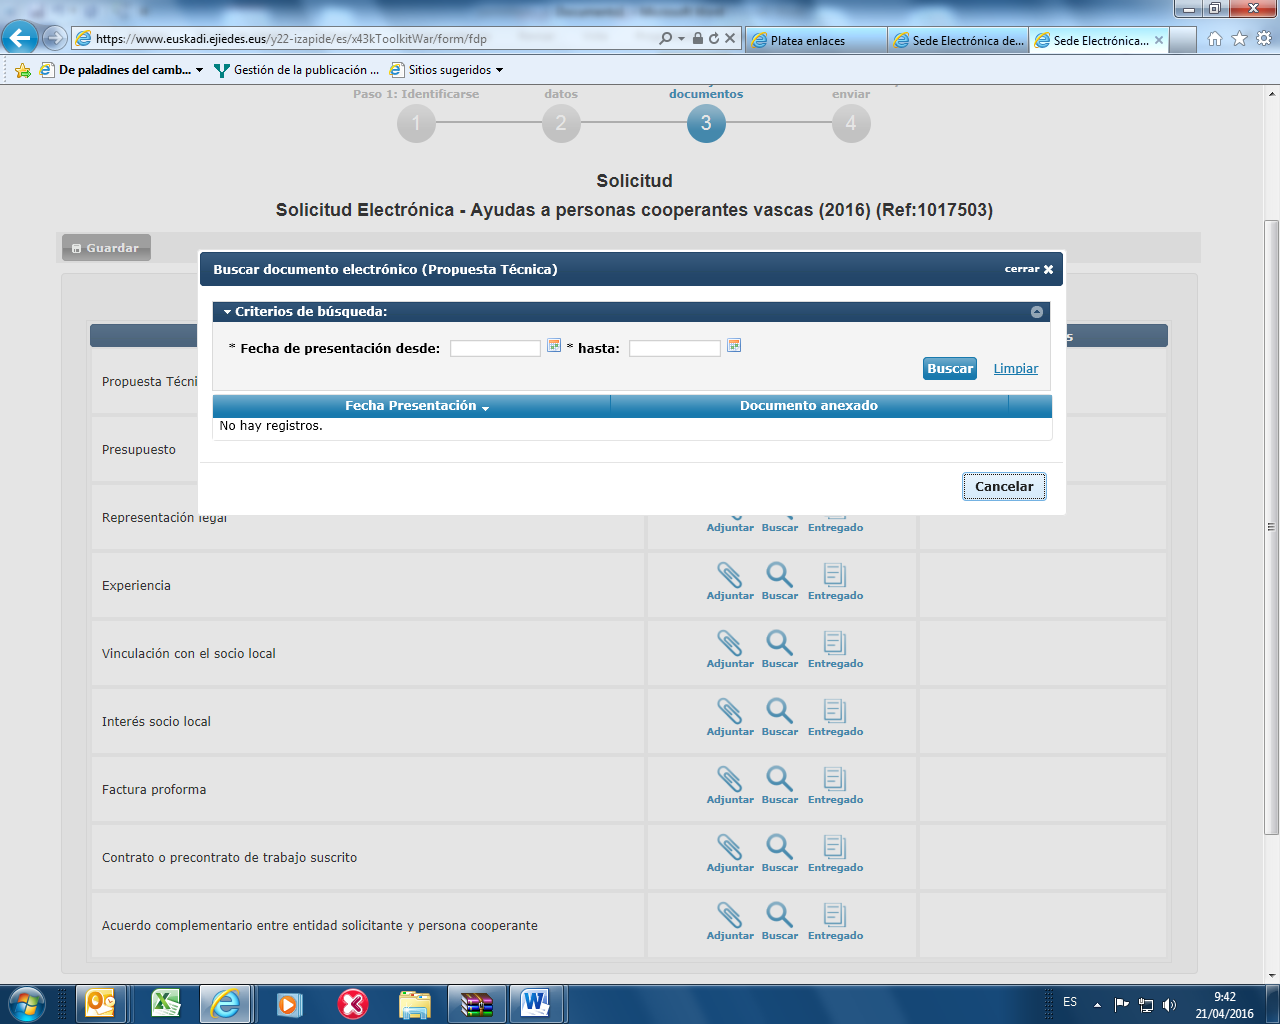 https://www.euskadi.ejiedes.eus/y22-izapide/es/x43kToolkitWar/form/fdp
Platea enlaces
Sede Electrónica de...
Sede Electrónica...
De paladines del camb...
Gestión de la publicación ...
Sitios sugeridos
Paso 1: Identificarse
datos
documentos
enviar
1
2
3
4
Solicitud
Solicitud Electrónica - Ayudas a personas cooperantes vascas (2016) (Ref:1017503)
Guardar
Buscar documento electrónico (Propuesta Técnica)
cerrar
Criterios de búsqueda:
* Fecha de presentación desde:
* hasta:
Buscar
Limpiar
Fecha Presentación
Documento anexado
No hay registros.
Cancelar
Propuesta Técni
Presupuesto
Representación legal
Adjuntar Buscar Entregado
Experiencia
Adjuntar Buscar Entregado
Vinculación con el socio local
Adjuntar Buscar Entregado
Interés socio local
Adjuntar Buscar Entregado
Factura proforma
Adjuntar Buscar Entregado
Contrato o precontrato de trabajo suscrito
Adjuntar Buscar Entregado
Acuerdo complementario entre entidad solicitante y persona cooperante
Adjuntar Buscar Entregado
ES
9:42
21/04/2016